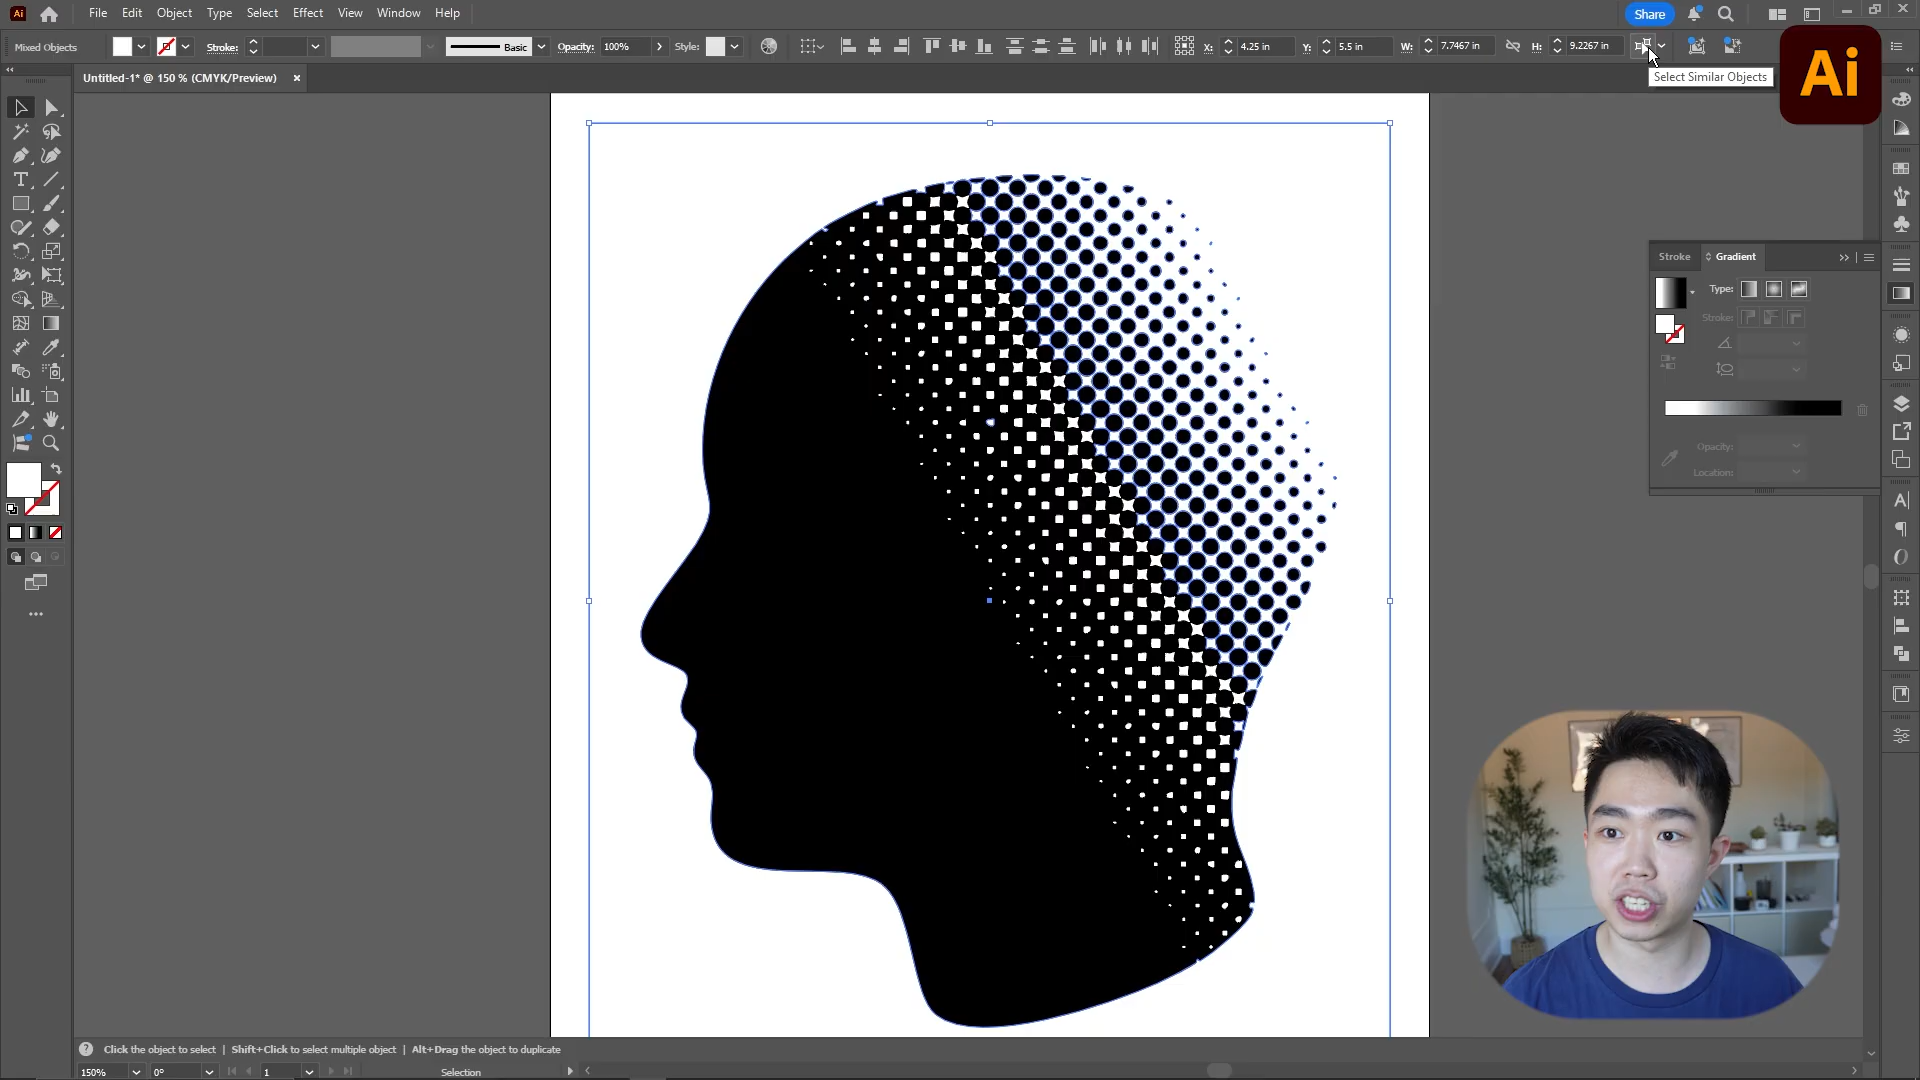 Ai File Edit Object Type Select Effect View Window Help Share
Mixed Objects Stroke: Basic Opacity: 100% Style: X: 4.25 in Y: 5.5 in W: 7.7467 in H: 9.2267 in
Select Similar Objects
Ai
Untitled-1* @ 150 % (CMYK/Preview) ×
Stroke Gradient
Type:
Stroke:
Opacity:
Location:
Click the object to select | Shift+Click to select multiple object | Alt+Drag the object to duplicate
150% 0° 1 Selection